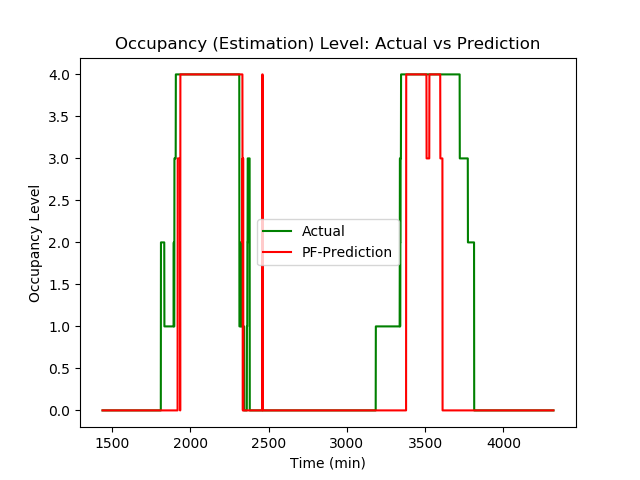 Occupancy (Estimation) Level: Actual vs Prediction
4.0
3.5
3.0
2.5
2.0
1.5
1.0
0.5
0.0
Occupancy Level
Actual
PF-Prediction
1500 2000 2500 3000 3500 4000
Time (min)